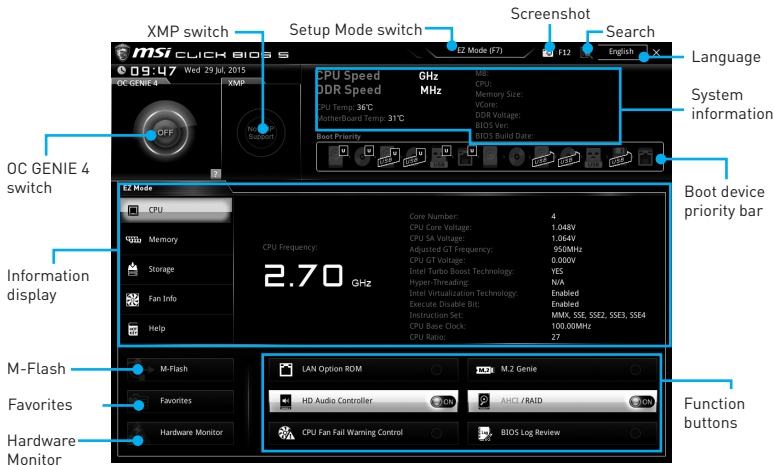 Screenshot
XMP switch
Setup Mode switch
Search
msi CLICK BIOS 5
EZ Mode (F7)
F12
English
×
Language
09:47 Wed 29 Jul, 2015
OC GENIE 4
XMP
CPU Speed GHz
DDR Speed MHz
CPU Temp: 36℃
MotherBoard Temp: 31℃
MB:
CPU:
Memory Size:
VCore:
DDR Voltage:
BIOS Ver:
BIOS Build Date:
System
information
OFF
Support
Boot Priority
U U U U U U
USB USB USB USB
?
OC GENIE 4
switch
Boot device
priority bar
EZ Mode
CPU
Memory
Storage
Fan Info
Help
Information
display
CPU Frequency:
2.70 GHz
Core Number: 4
CPU Core Voltage: 1.048V
CPU SA Voltage: 1.064V
Adjusted GT Frequency: 950MHz
CPU GT Voltage: 0.000V
Intel Turbo Boost Technology: YES
Hyper-Threading: N/A
Intel Virtualization Technology: Enabled
Execute Disable Bit: Enabled
Instruction Set: MMX, SSE, SSE2, SSE3, SSE4
CPU Base Clock: 100.00MHz
CPU Ratio: 27
M-Flash
M-Flash
Favorites
Favorites
Hardware
Monitor
Hardware Monitor
LAN Option ROM
M.2 M.2 Genie
HD Audio Controller ON
AHCI /RAID ON
CPU Fan Fail Warning Control
Log BIOS Log Review
Function
buttons